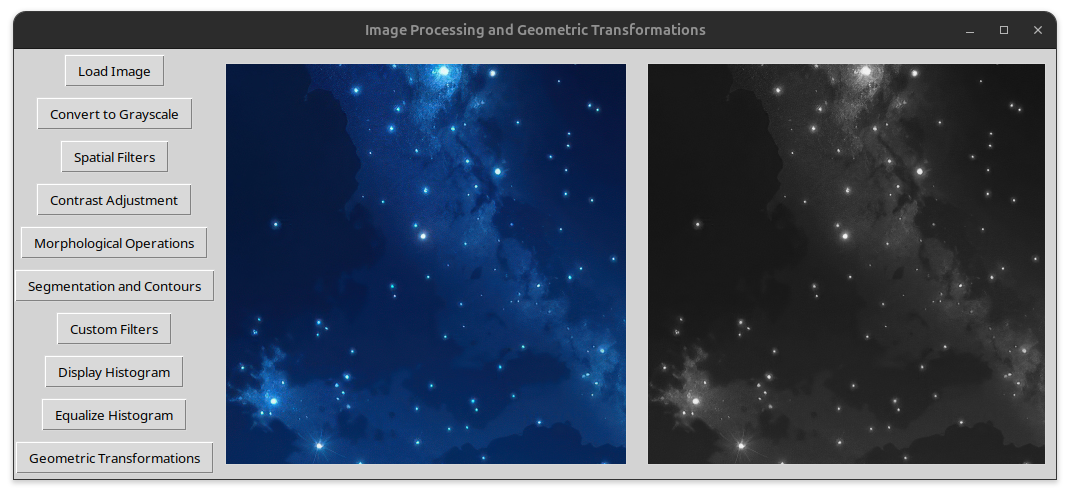 Image Processing and Geometric Transformations
Load Image
Convert to Grayscale
Spatial Filters
Contrast Adjustment
Morphological Operations
Segmentation and Contours
Custom Filters
Display Histogram
Equalize Histogram
Geometric Transformations